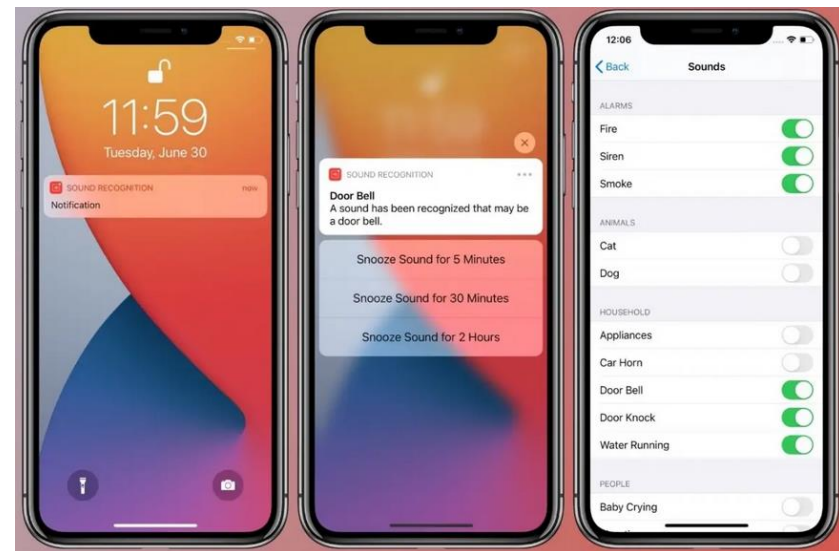 11:59
Tuesday, June 30
SOUND RECOGNITION now
Notification
SOUND RECOGNITION
Door Bell
A sound has been recognized that may be
a door bell.
Snooze Sound for 5 Minutes
Snooze Sound for 30 Minutes
Snooze Sound for 2 Hours
12:06
Back Sounds
ALARMS
Fire
Siren
Smoke
ANIMALS
Cat
Dog
HOUSEHOLD
Appliances
Car Horn
Door Bell
Door Knock
Water Running
PEOPLE
Baby Crying